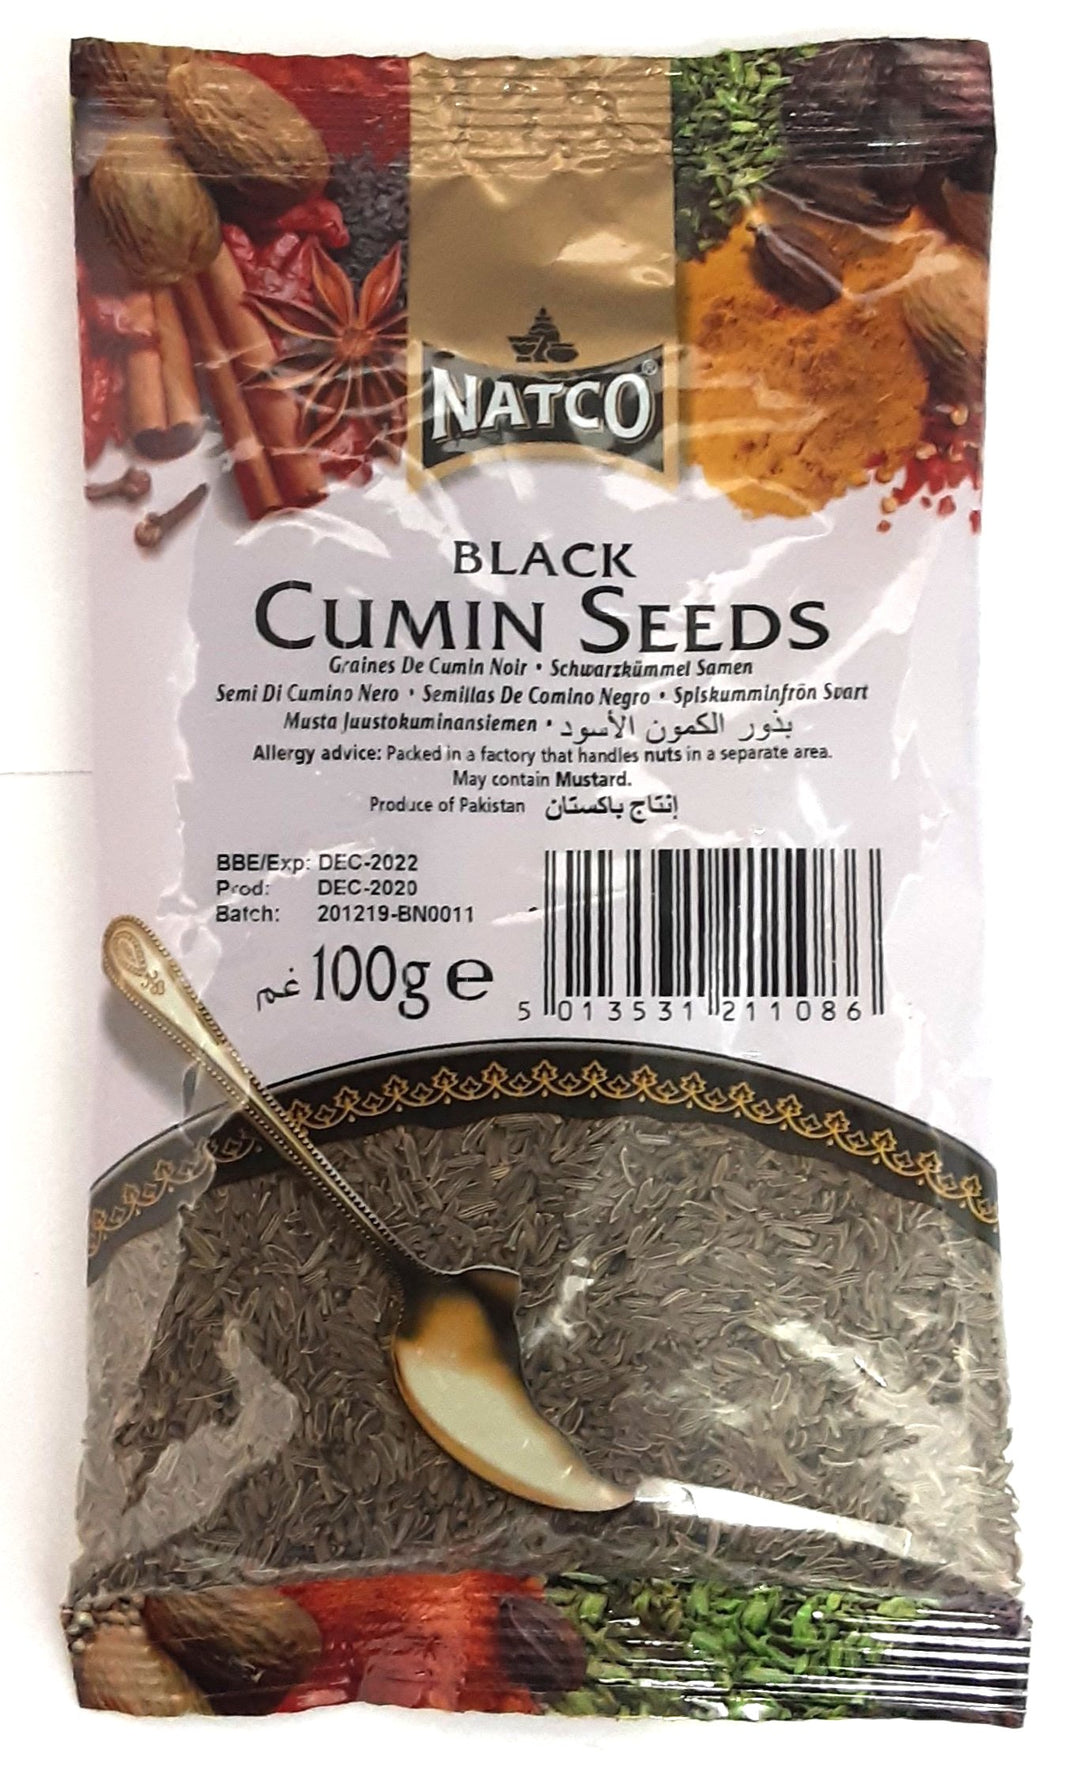 NATCO®
BLACK
CUMIN SEEDS
Graines De Cumin Noir • Schwarzkümmel Samen
Semi Di Cumino Nero • Semillas De Comino Negro • Spiskumminfrön Svart
Musta Juustokuminansiemen • بذور الكمون الأسود
Allergy advice: Packed in a factory that handles nuts in a separate area.
May contain Mustard.
Produce of Pakistan إنتاج باكستان
BBE/Exp: DEC-2022
Prod: DEC-2020
Batch: 201219-BN0011
100g e غم
5 013531 211086